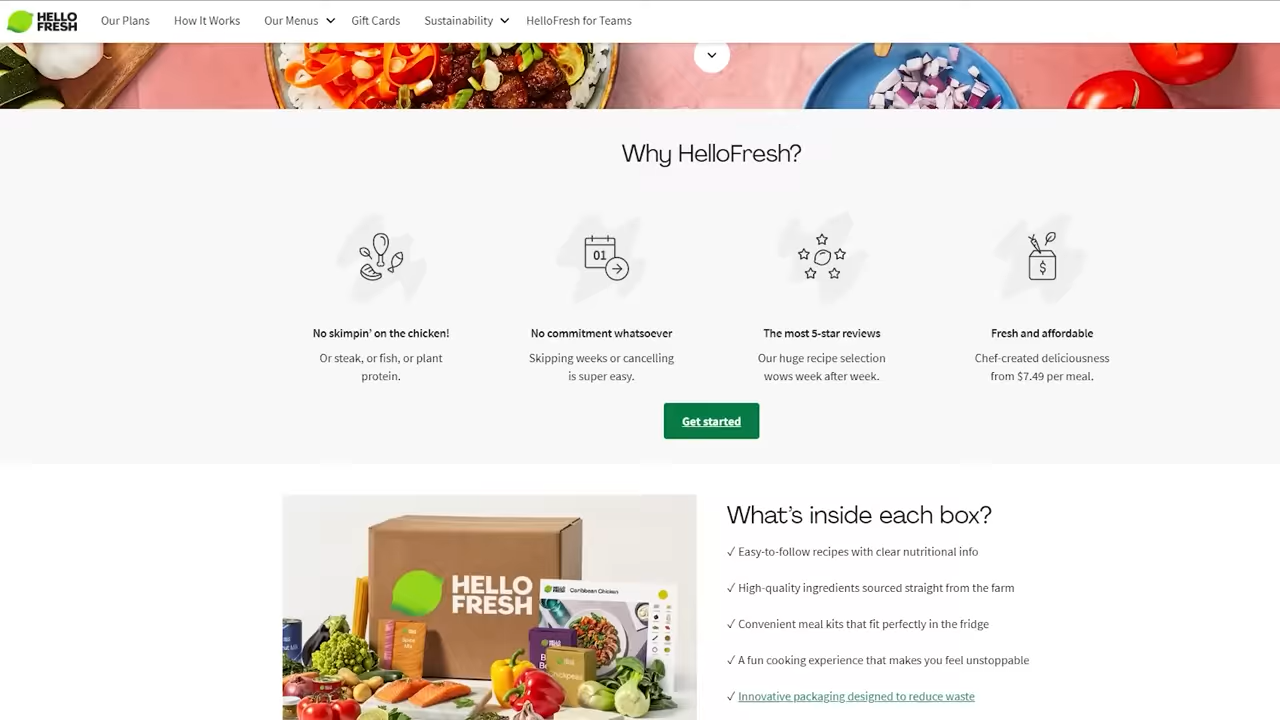 HELLO
FRESH
Our Plans
How It Works
Our Menus
Gift Cards
Sustainability
HelloFresh for Teams
Why HelloFresh?
01
$
No skimpin’ on the chicken!
Or steak, or fish, or plant
protein.
No commitment whatsoever
Skipping weeks or cancelling
is super easy.
The most 5-star reviews
Our huge recipe selection
wows week after week.
Fresh and affordable
Chef-created deliciousness
from $7.49 per meal.
Get started
HELLO
FRESH
HELLO
FRESH
Caribbean Chicken
What’s inside each box?
✓ Easy-to-follow recipes with clear nutritional info
✓ High-quality ingredients sourced straight from the farm
✓ Convenient meal kits that fit perfectly in the fridge
✓ A fun cooking experience that makes you feel unstoppable
✓ Innovative packaging designed to reduce waste